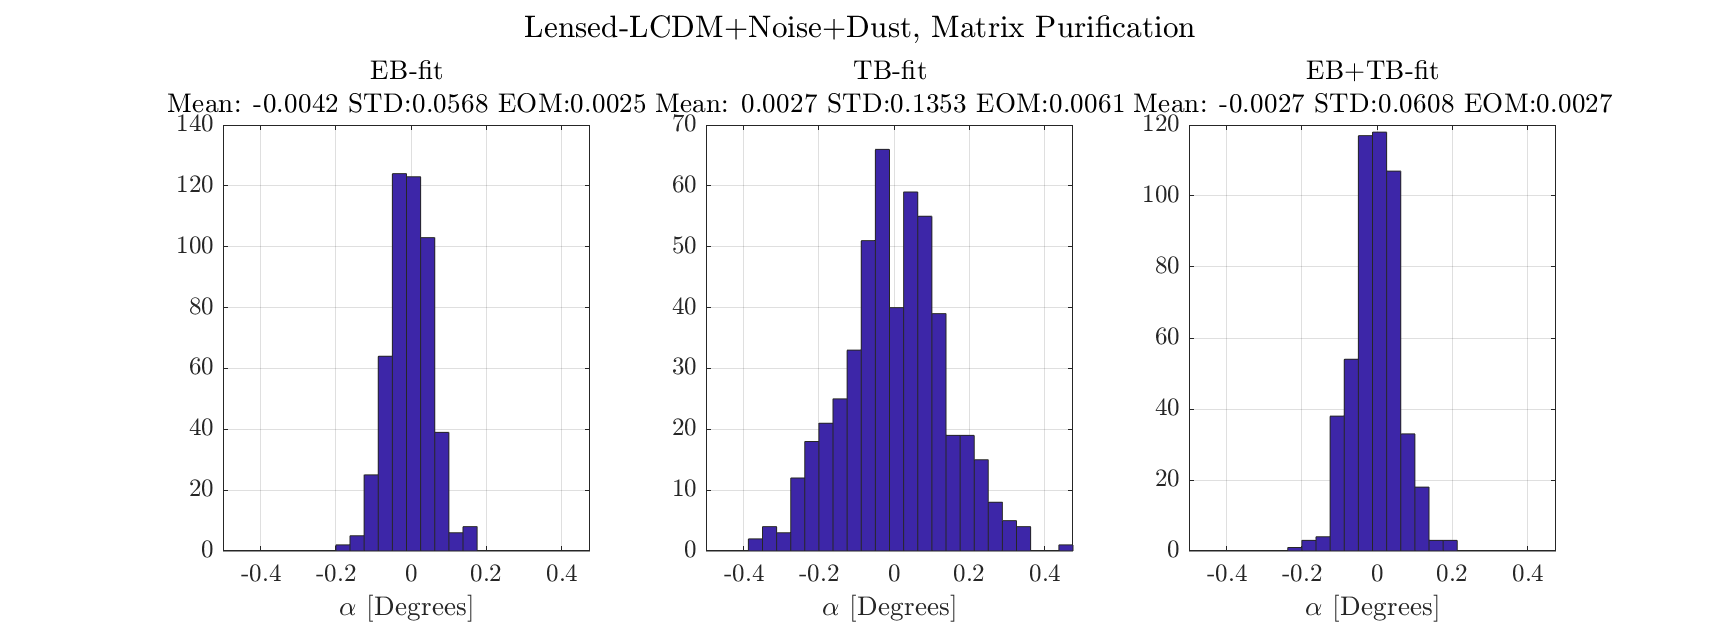 Lensed-LCDM+Noise+Dust, Matrix Purification
EB-fit
Mean: -0.0042 STD:0.0568 EOM:0.0025
140
120
100
80
60
40
20
0
-0.4 -0.2 0 0.2 0.4
α [Degrees]
TB-fit
Mean: 0.0027 STD:0.1353 EOM:0.0061
70
60
50
40
30
20
10
0
-0.4 -0.2 0 0.2 0.4
α [Degrees]
EB+TB-fit
Mean: -0.0027 STD:0.0608 EOM:0.0027
120
100
80
60
40
20
0
-0.4 -0.2 0 0.2 0.4
α [Degrees]